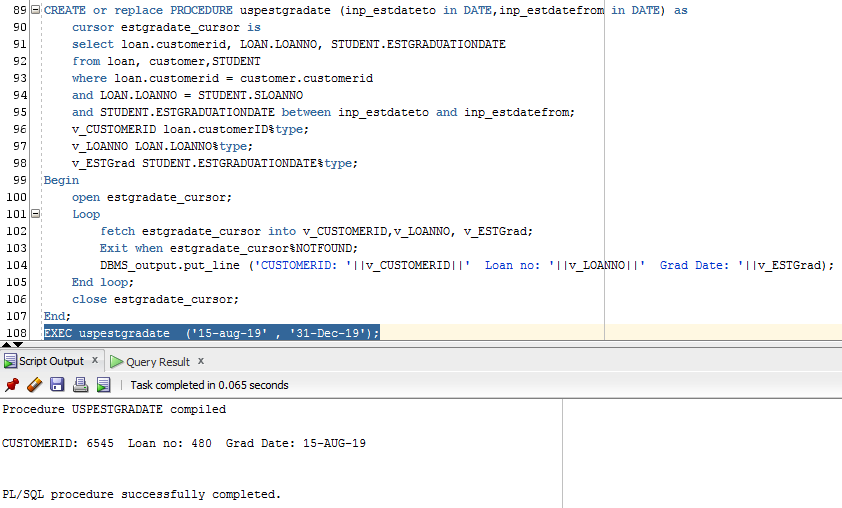 89 CREATE or replace PROCEDURE uspestgradate (inp_estdateto in DATE,inp_estdatefrom in DATE) as
90 cursor estgradate_cursor is
91 select loan.customerid, LOAN.LOANNO, STUDENT.ESTGRADUATIONDATE
92 from loan, customer,STUDENT
93 where loan.customerid = customer.customerid
94 and LOAN.LOANNO = STUDENT.SLOANNO
95 and STUDENT.ESTGRADUATIONDATE between inp_estdateto and inp_estdatefrom;
96 v_CUSTOMERID loan.customerID%type;
97 v_LOANNO LOAN.LOANNO%type;
98 v_ESTGrad STUDENT.ESTGRADUATIONDATE%type;
99 Begin
100 open estgradate_cursor;
101 Loop
102 fetch estgradate_cursor into v_CUSTOMERID,v_LOANNO, v_ESTGrad;
103 Exit when estgradate_cursor%NOTFOUND;
104 DBMS_output.put_line ('CUSTOMERID: '||v_CUSTOMERID||'  Loan no: '||v_LOANNO||'  Grad Date: '||v_ESTGrad);
105 End loop;
106 close estgradate_cursor;
107 End;
108 EXEC uspestgradate  ('15-aug-19' , '31-Dec-19');
Script Output x Query Result x
Task completed in 0.065 seconds
Procedure USPESTGRADATE compiled
CUSTOMERID: 6545  Loan no: 480  Grad Date: 15-AUG-19
PL/SQL procedure successfully completed.